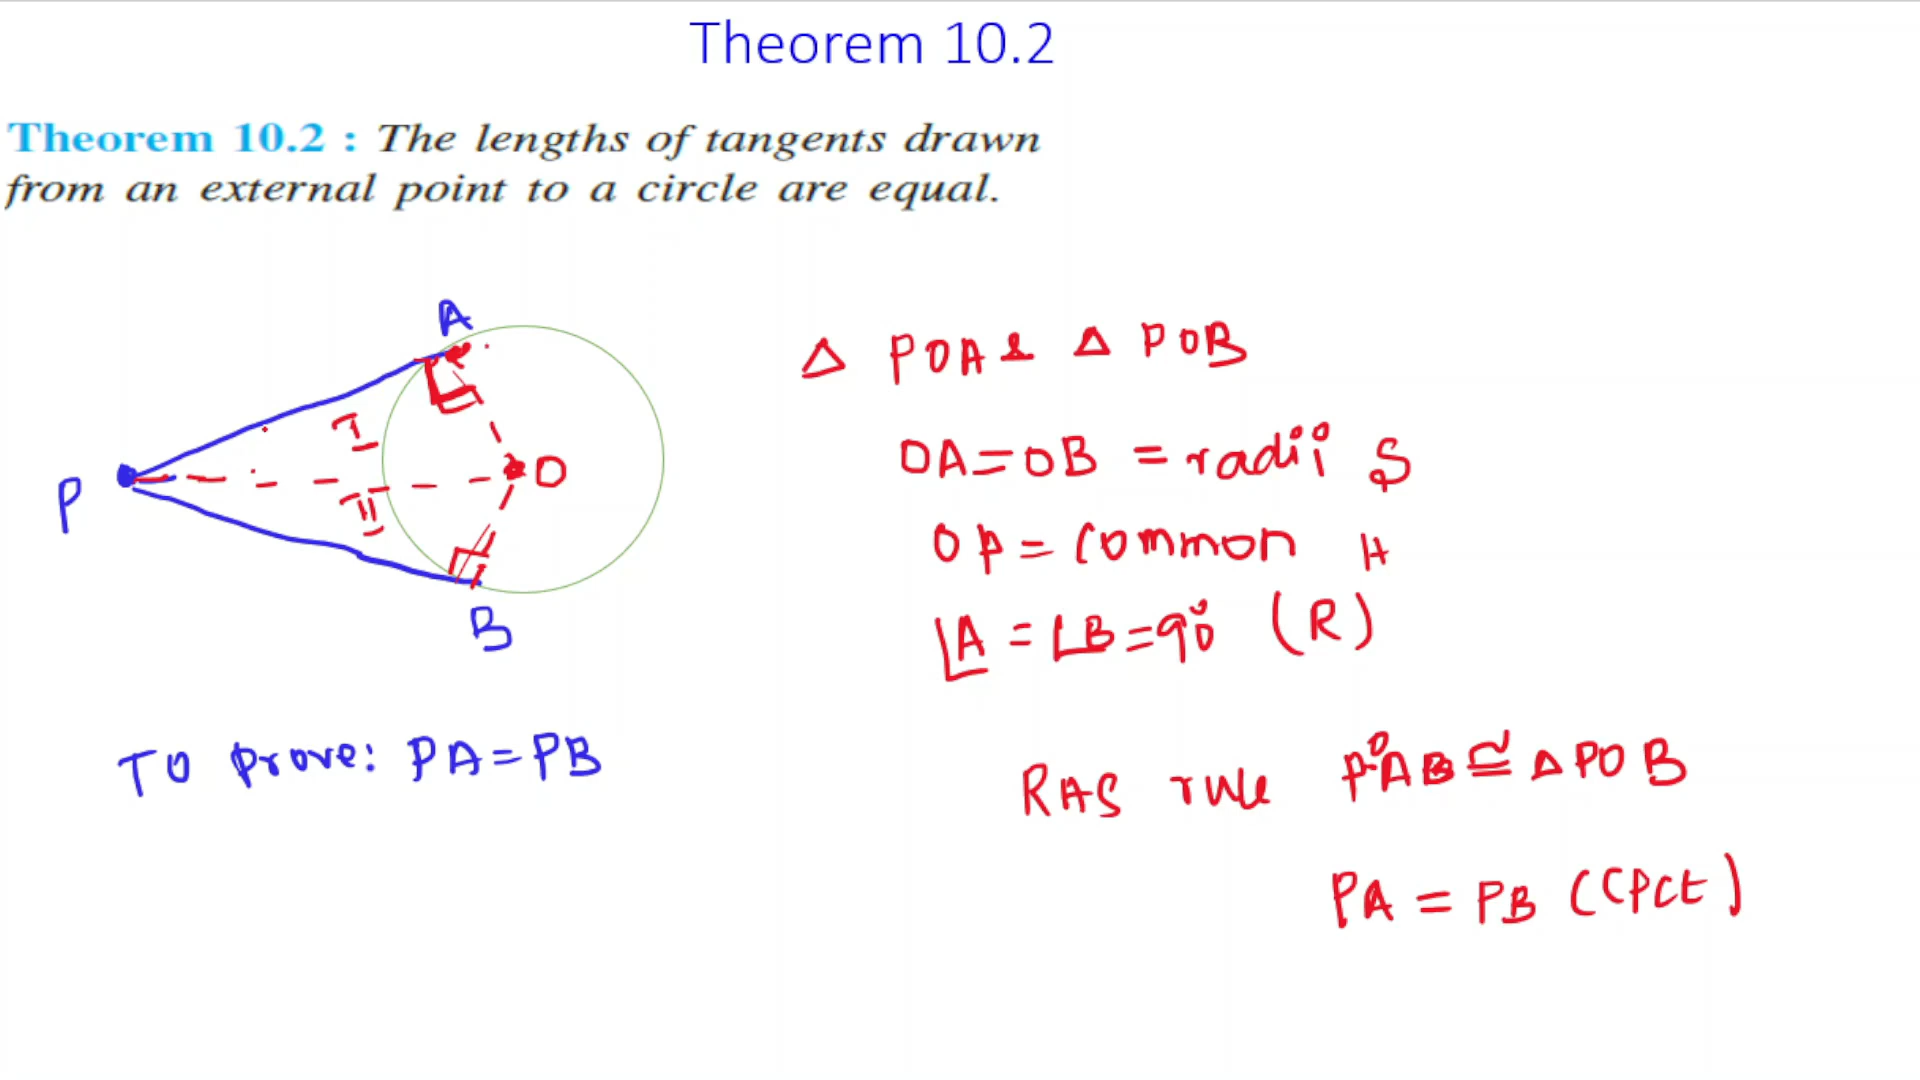 Theorem 10.2
Theorem 10.2 : The lengths of tangents drawn
from an external point to a circle are equal.
A
I
P
O
II
B
To prove: PA=PB
Δ POA & Δ POB
OA=OB = radii S
OP = common H
∠A = ∠B=90° (R)
RHS rule ≅ Δ POB
PA = PB (CPCt)